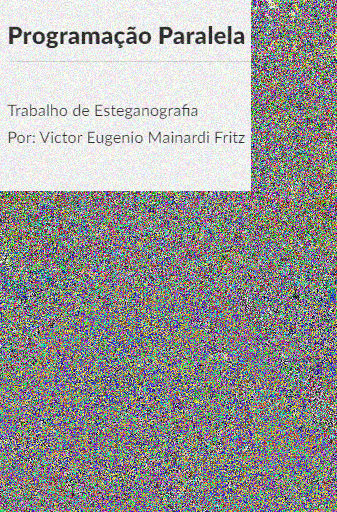 Programação Paralela
Trabalho de Esteganografia
Por: Victor Eugenio Mainardi Fritz